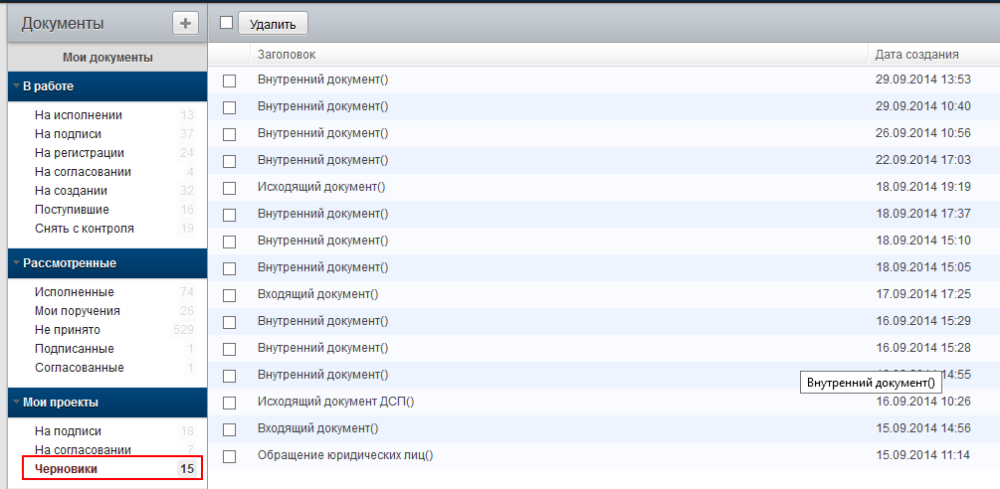 Документы +
Мои документы
В работе
На исполнении 13
На подписи 37
На регистрации 24
На согласовании 4
На создании 32
Поступившие 16
Снять с контроля 19
Рассмотренные
Исполненные 74
Мои поручения 26
Не принято 529
Подписанные 1
Согласованные 1
Мои проекты
На подписи 18
На согласовании 7
Черновики 15
Удалить
Заголовок Дата создания
Внутренний документ() 29.09.2014 13:53
Внутренний документ() 29.09.2014 10:40
Внутренний документ() 26.09.2014 10:56
Внутренний документ() 22.09.2014 17:03
Исходящий документ() 18.09.2014 19:19
Внутренний документ() 18.09.2014 17:37
Внутренний документ() 18.09.2014 15:10
Внутренний документ() 18.09.2014 15:05
Входящий документ() 17.09.2014 17:25
Внутренний документ() 16.09.2014 15:29
Внутренний документ() 16.09.2014 15:28
Внутренний документ() 14:55
Внутренний документ()
Исходящий документ ДСП() 16.09.2014 10:26
Входящий документ() 15.09.2014 14:56
Обращение юридических лиц() 15.09.2014 11:14